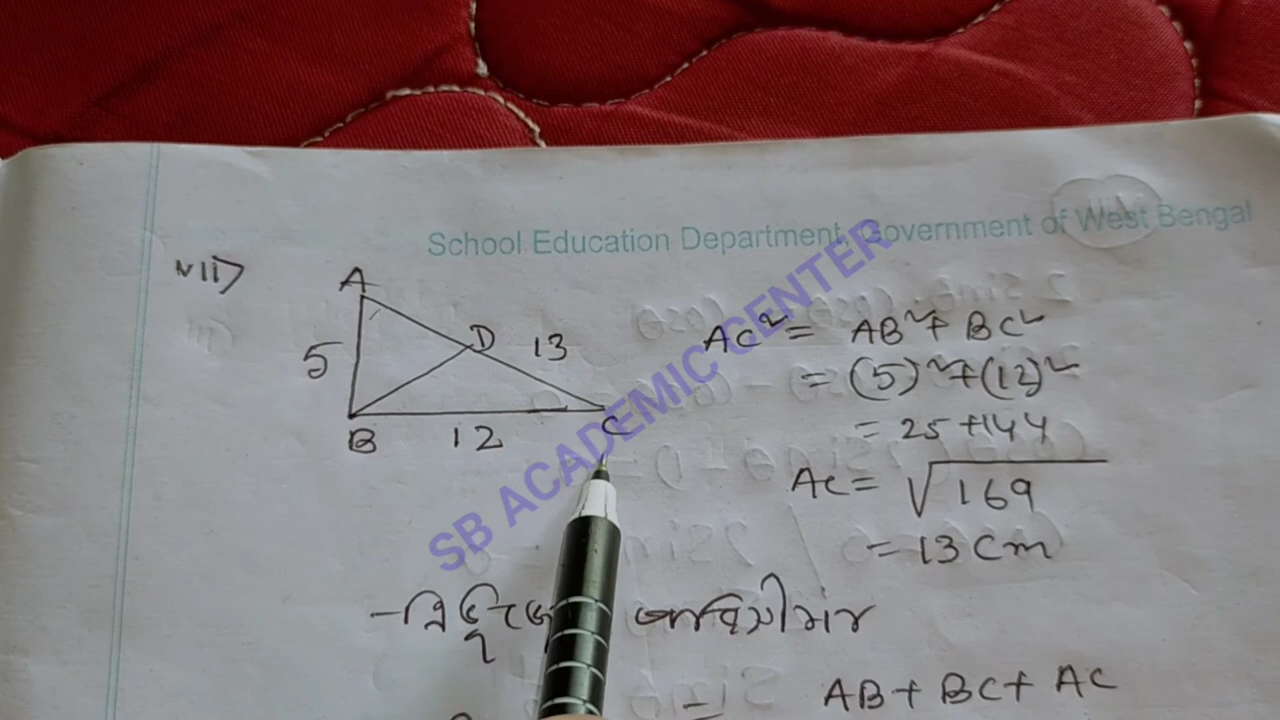 School Education Department, Government of West Bengal
VII>
A
D
13
5
B
12
C
AC² = AB² + BC²
= (5)² + (12)²
= 25 + 144
AC = √169
= 13 Cm
পরিসীমার
AB + BC + AC
SB ACADEMIC CENTER